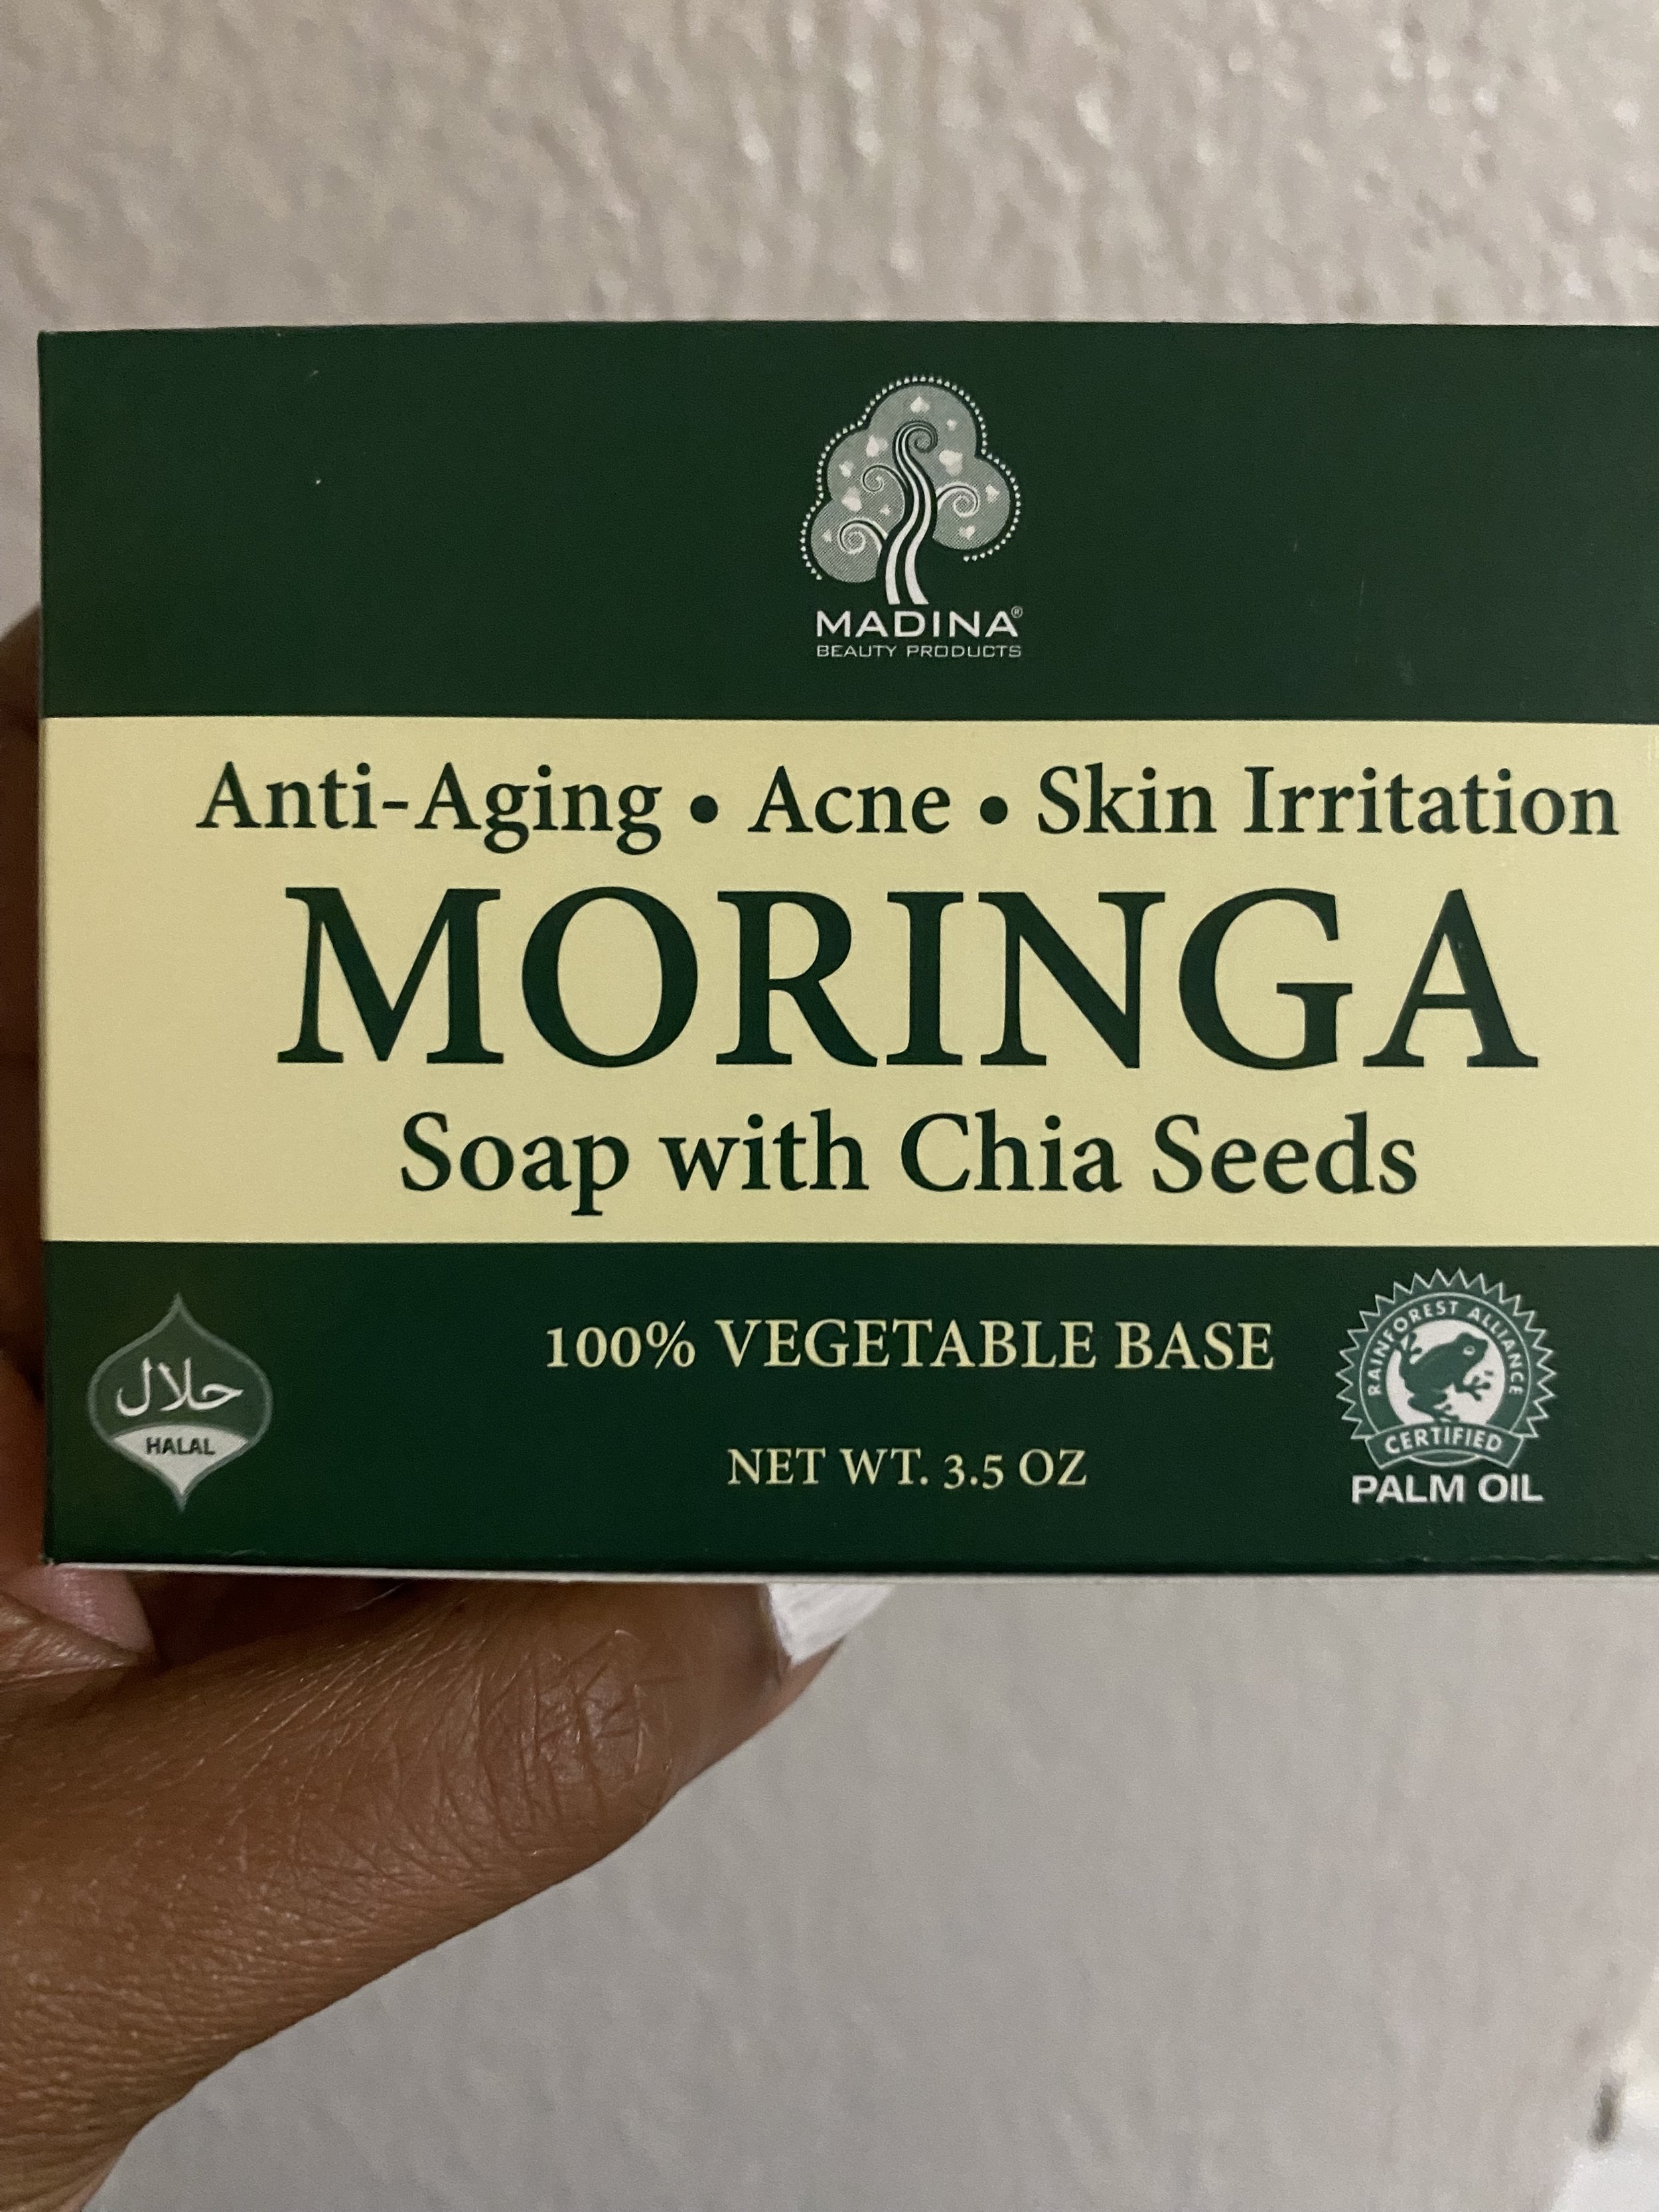 MADINA®
BEAUTY PRODUCTS
Anti-Aging • Acne • Skin Irritation
MORINGA
Soap with Chia Seeds
حلال
HALAL
100% VEGETABLE BASE
NET WT. 3.5 OZ
RAINFOREST ALLIANCE
CERTIFIED
PALM OIL